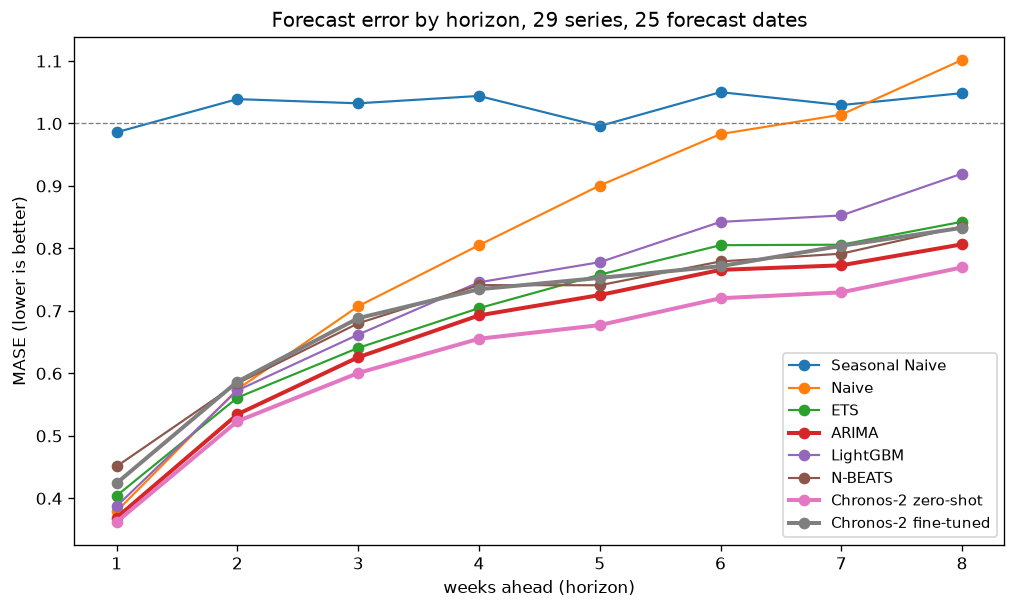 Forecast error by horizon, 29 series, 25 forecast dates
MASE (lower is better)
1.1
1.0
0.9
0.8
0.7
0.6
0.5
0.4
Seasonal Naive
Naive
ETS
ARIMA
LightGBM
N-BEATS
Chronos-2 zero-shot
Chronos-2 fine-tuned
1 2 3 4 5 6 7 8
weeks ahead (horizon)